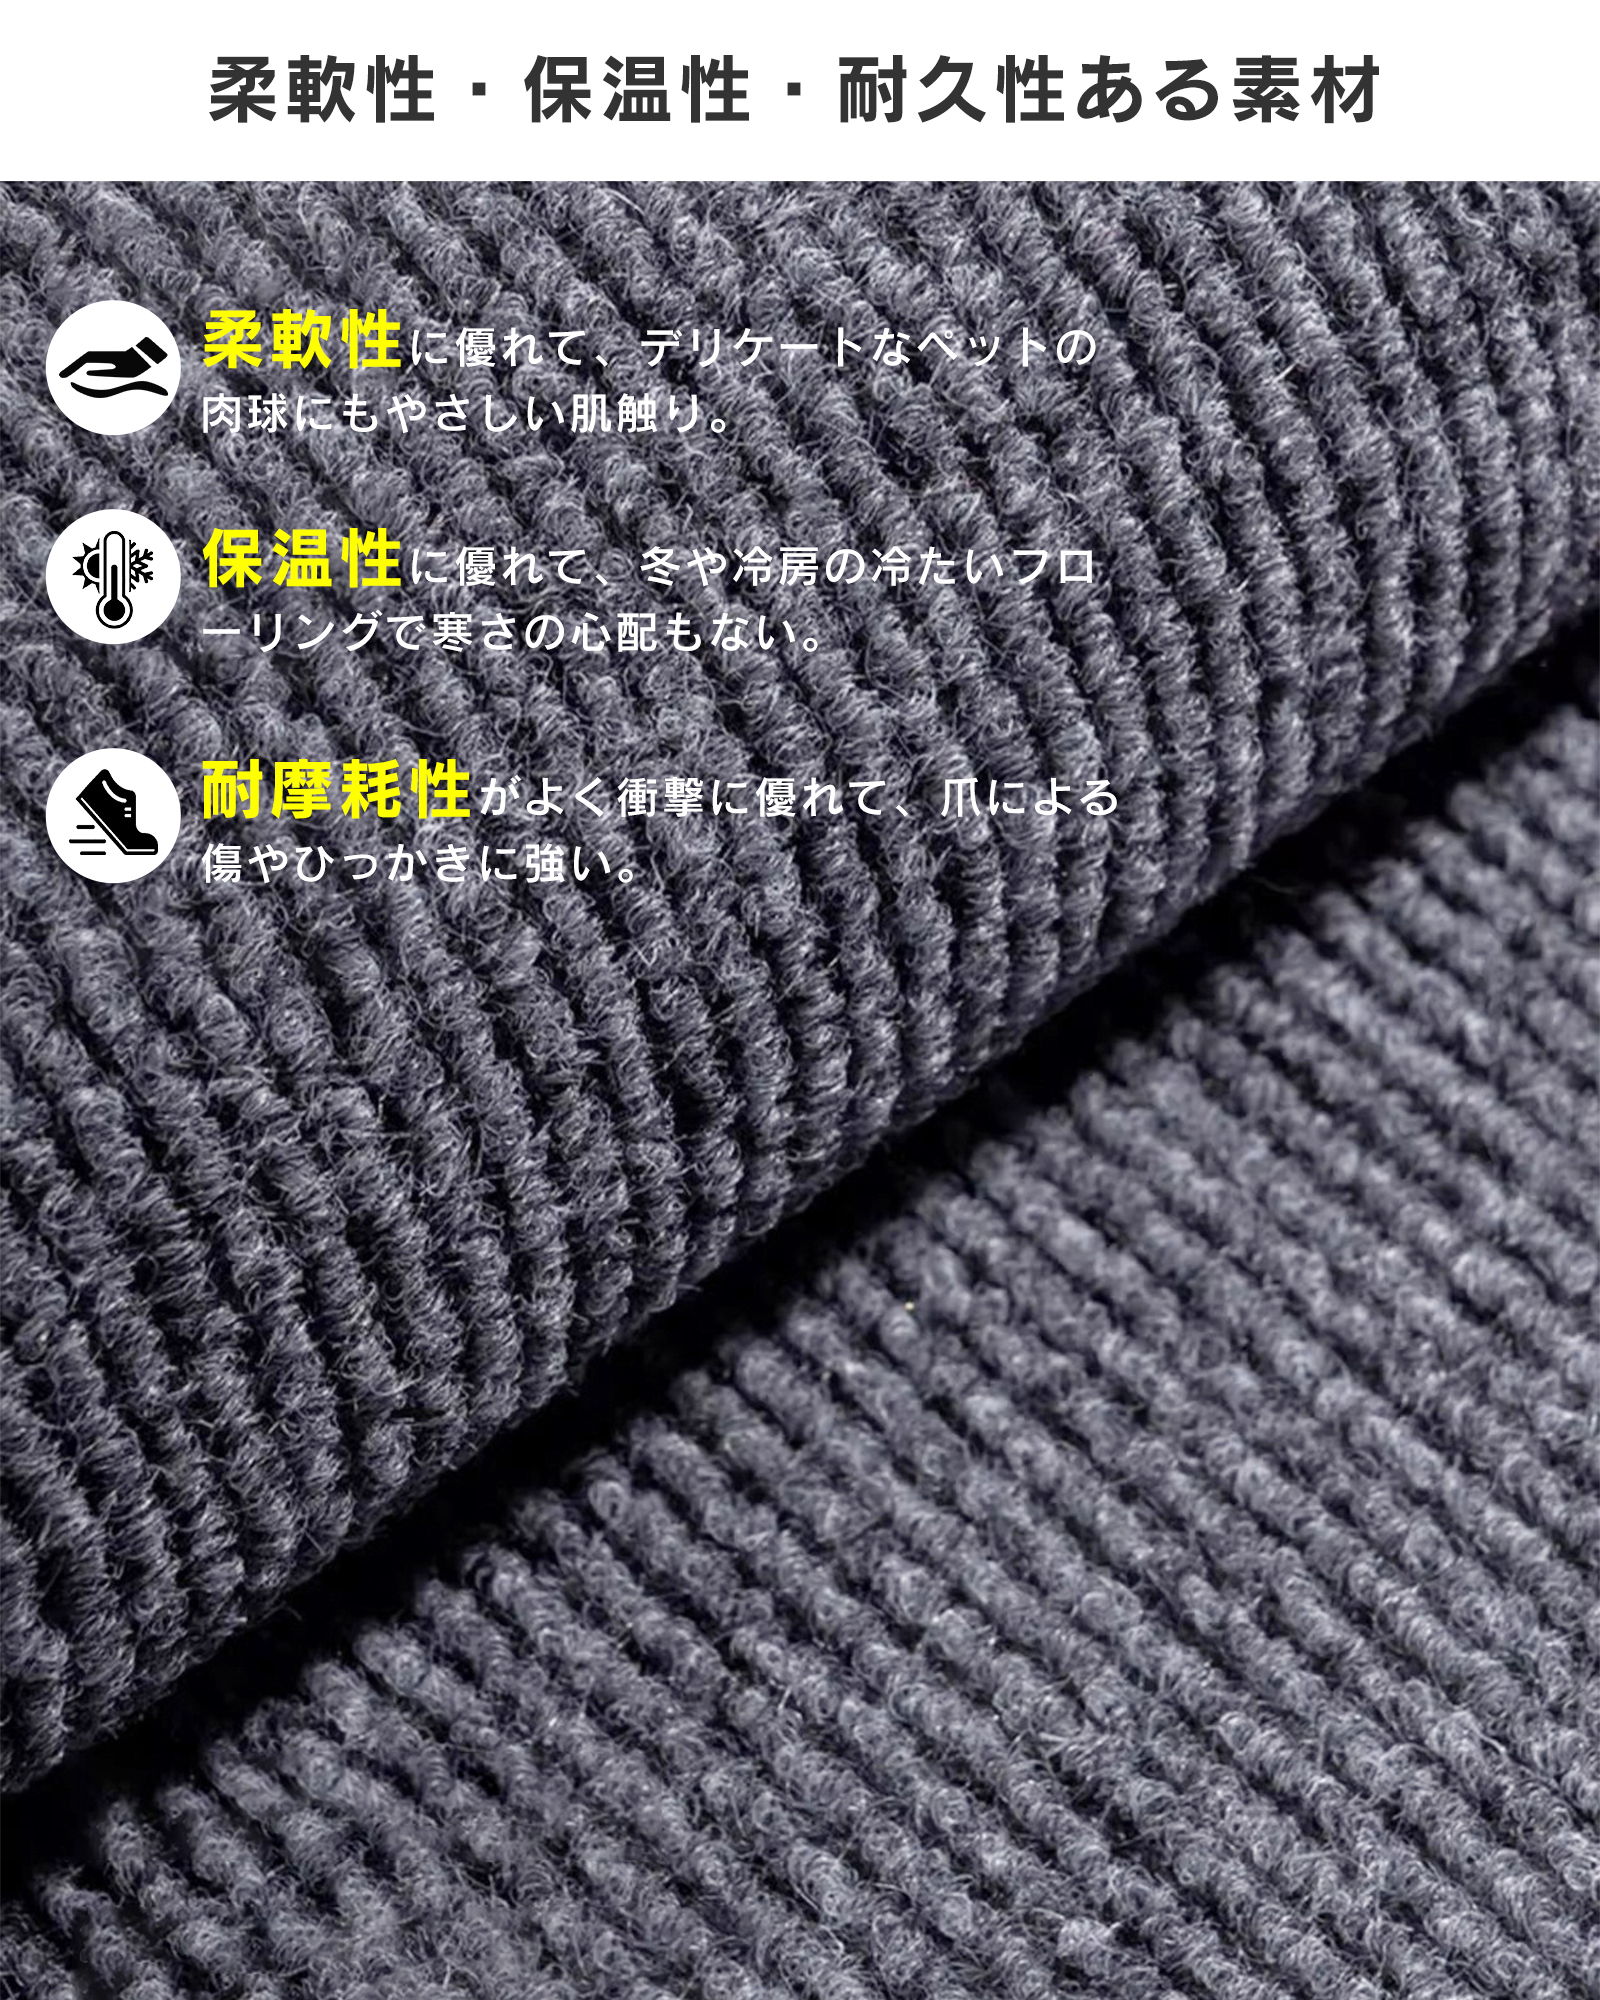 柔軟性・保温性・耐久性ある素材
柔軟性に優れて、デリケートなペットの
肉球にもやさしい肌触り。
保温性に優れて、冬や冷房の冷たいフロ
ーリングで寒さの心配もない。
耐摩耗性がよく衝撃に優れて、爪による
傷やひっかきに強い。